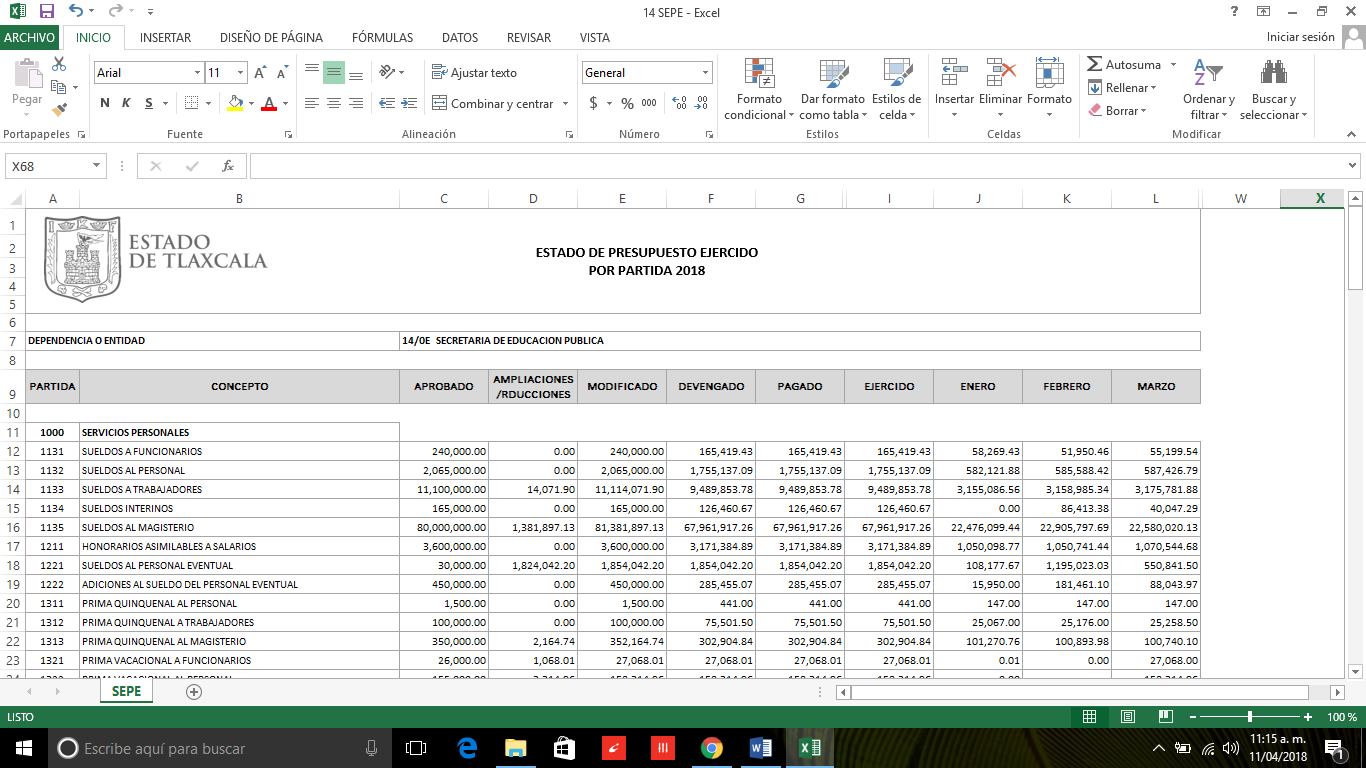 14 SEPE - Excel
ARCHIVO INICIO INSERTAR DISEÑO DE PÁGINA FÓRMULAS DATOS REVISAR VISTA Iniciar sesión
Pegar
Portapapeles
Arial 11
N K S
Fuente
Ajustar texto
Combinar y centrar
Alineación
General
$ % 000
Número
Formato condicional
Dar formato como tabla
Estilos de celda
Estilos
Insertar Eliminar Formato
Celdas
Autosuma
Rellenar
Borrar
Ordenar y filtrar
Buscar y seleccionar
Modificar
X68 fx
A B C D E F G I J K L W X
1 ESTADO
2 DE TLAXCALA ESTADO DE PRESUPUESTO EJERCIDO
3 POR PARTIDA 2018
4
5
6
7 DEPENDENCIA O ENTIDAD 14/0E SECRETARIA DE EDUCACION PUBLICA
8
9 PARTIDA CONCEPTO APROBADO AMPLIACIONES /RDUCCIONES MODIFICADO DEVENGADO PAGADO EJERCIDO ENERO FEBRERO MARZO
10
11 1000 SERVICIOS PERSONALES
12 1131 SUELDOS A FUNCIONARIOS 240,000.00 0.00 240,000.00 165,419.43 165,419.43 165,419.43 58,269.43 51,950.46 55,199.54
13 1132 SUELDOS AL PERSONAL 2,065,000.00 0.00 2,065,000.00 1,755,137.09 1,755,137.09 1,755,137.09 582,121.88 585,588.42 587,426.79
14 1133 SUELDOS A TRABAJADORES 11,100,000.00 14,071.90 11,114,071.90 9,489,853.78 9,489,853.78 9,489,853.78 3,155,086.56 3,158,985.34 3,175,781.88
15 1134 SUELDOS INTERINOS 165,000.00 0.00 165,000.00 126,460.67 126,460.67 126,460.67 0.00 86,413.38 40,047.29
16 1135 SUELDOS AL MAGISTERIO 80,000,000.00 1,381,897.13 81,381,897.13 67,961,917.26 67,961,917.26 67,961,917.26 22,476,099.44 22,905,797.69 22,580,020.13
17 1211 HONORARIOS ASIMILABLES A SALARIOS 3,600,000.00 0.00 3,600,000.00 3,171,384.89 3,171,384.89 3,171,384.89 1,050,098.77 1,050,741.44 1,070,544.68
18 1221 SUELDOS AL PERSONAL EVENTUAL 30,000.00 1,824,042.20 1,854,042.20 1,854,042.20 1,854,042.20 1,854,042.20 108,177.67 1,195,023.03 550,841.50
19 1222 ADICIONES AL SUELDO DEL PERSONAL EVENTUAL 450,000.00 0.00 450,000.00 285,455.07 285,455.07 285,455.07 15,950.00 181,461.10 88,043.97
20 1311 PRIMA QUINQUENAL AL PERSONAL 1,500.00 0.00 1,500.00 441.00 441.00 441.00 147.00 147.00 147.00
21 1312 PRIMA QUINQUENAL A TRABAJADORES 100,000.00 0.00 100,000.00 75,501.50 75,501.50 75,501.50 25,067.00 25,176.00 25,258.50
22 1313 PRIMA QUINQUENAL AL MAGISTERIO 350,000.00 2,164.74 352,164.74 302,904.84 302,904.84 302,904.84 101,270.76 100,893.98 100,740.10
23 1321 PRIMA VACACIONAL A FUNCIONARIOS 26,000.00 1,068.01 27,068.01 27,068.01 27,068.01 27,068.01 0.01 0.00 27,068.00
SEPE
LISTO 100 %
Escribe aquí para buscar
11:15 a. m.
11/04/2018
1